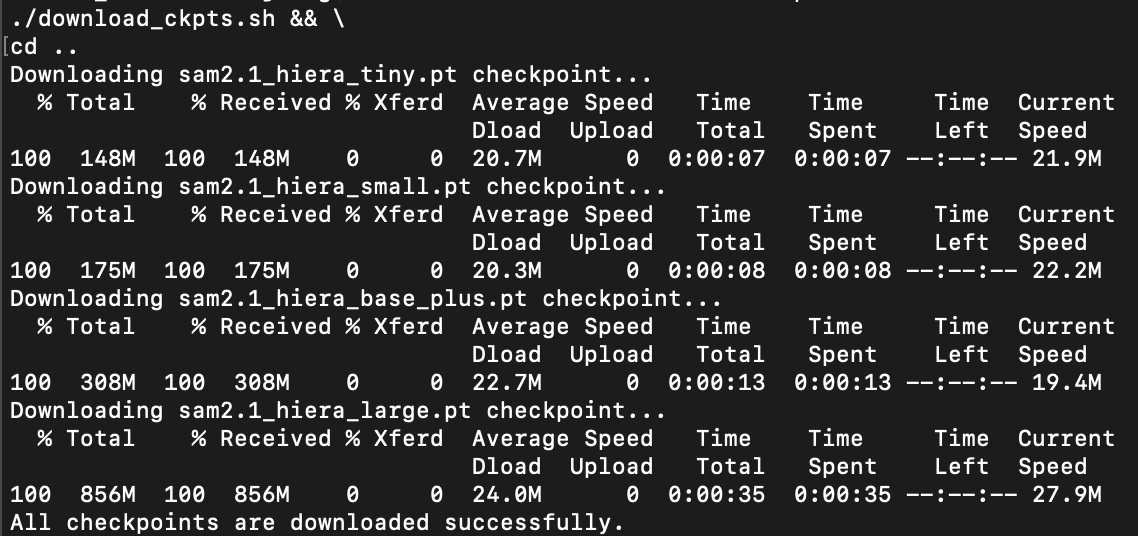 ./download_ckpts.sh && \
cd ..
Downloading sam2.1_hiera_tiny.pt checkpoint...
  % Total    % Received % Xferd  Average Speed   Time    Time     Time  Current
                                 Dload  Upload   Total   Spent    Left  Speed
100  148M  100  148M    0     0  20.7M      0  0:00:07  0:00:07 --:--:-- 21.9M
Downloading sam2.1_hiera_small.pt checkpoint...
  % Total    % Received % Xferd  Average Speed   Time    Time     Time  Current
                                 Dload  Upload   Total   Spent    Left  Speed
100  175M  100  175M    0     0  20.3M      0  0:00:08  0:00:08 --:--:-- 22.2M
Downloading sam2.1_hiera_base_plus.pt checkpoint...
  % Total    % Received % Xferd  Average Speed   Time    Time     Time  Current
                                 Dload  Upload   Total   Spent    Left  Speed
100  308M  100  308M    0     0  22.7M      0  0:00:13  0:00:13 --:--:-- 19.4M
Downloading sam2.1_hiera_large.pt checkpoint...
  % Total    % Received % Xferd  Average Speed   Time    Time     Time  Current
                                 Dload  Upload   Total   Spent    Left  Speed
100  856M  100  856M    0     0  24.0M      0  0:00:35  0:00:35 --:--:-- 27.9M
All checkpoints are downloaded successfully.